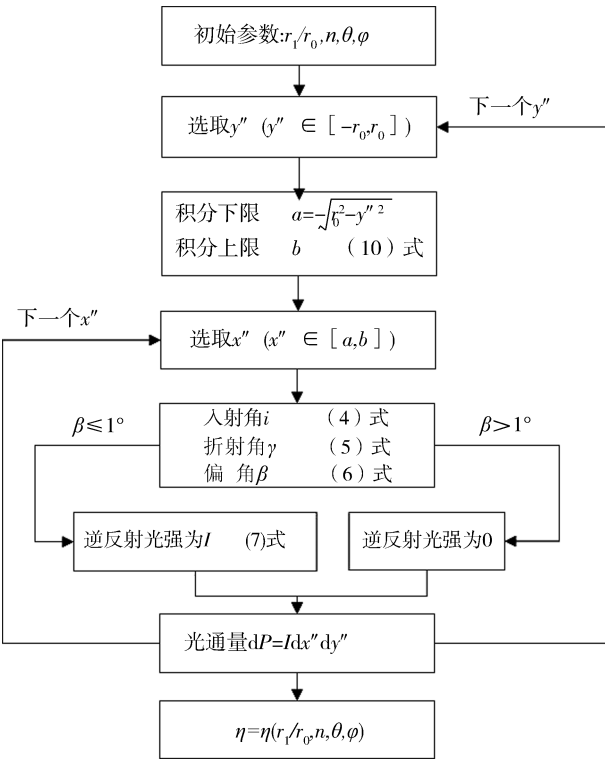 初始参数:r₁/r₀,n,θ,φ
选取y″ (y″ ∈［-r₀,r₀］)
下一个y″
积分下限 a=-√(r₀²-y″²)
积分上限 b （10）式
下一个x″
选取x″ (x″ ∈［a,b］)
β≤1°
入射角i （4）式
折射角γ （5）式
偏 角β （6）式
β>1°
逆反射光强为I (7)式
逆反射光强为0
光通量dP=Idx″dy″
η=η(r₁/r₀,n,θ,φ)